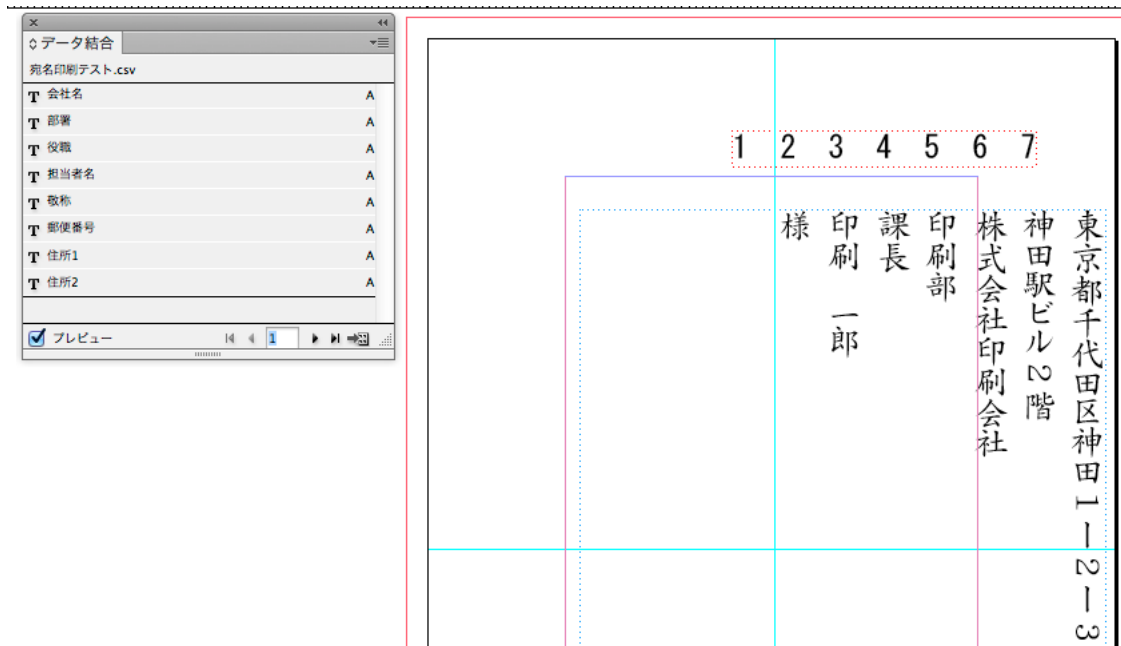 データ結合
宛名印刷テスト.csv
T 会社名 A
T 部署 A
T 役職 A
T 担当者名 A
T 敬称 A
T 郵便番号 A
T 住所1 A
T 住所2 A
プレビュー 1
1 2 3 4 5 6 7
東京都千代田区神田1ー2ー3
神田駅ビル2階
株式会社印刷会社
印刷部
課長
印刷 一郎
様